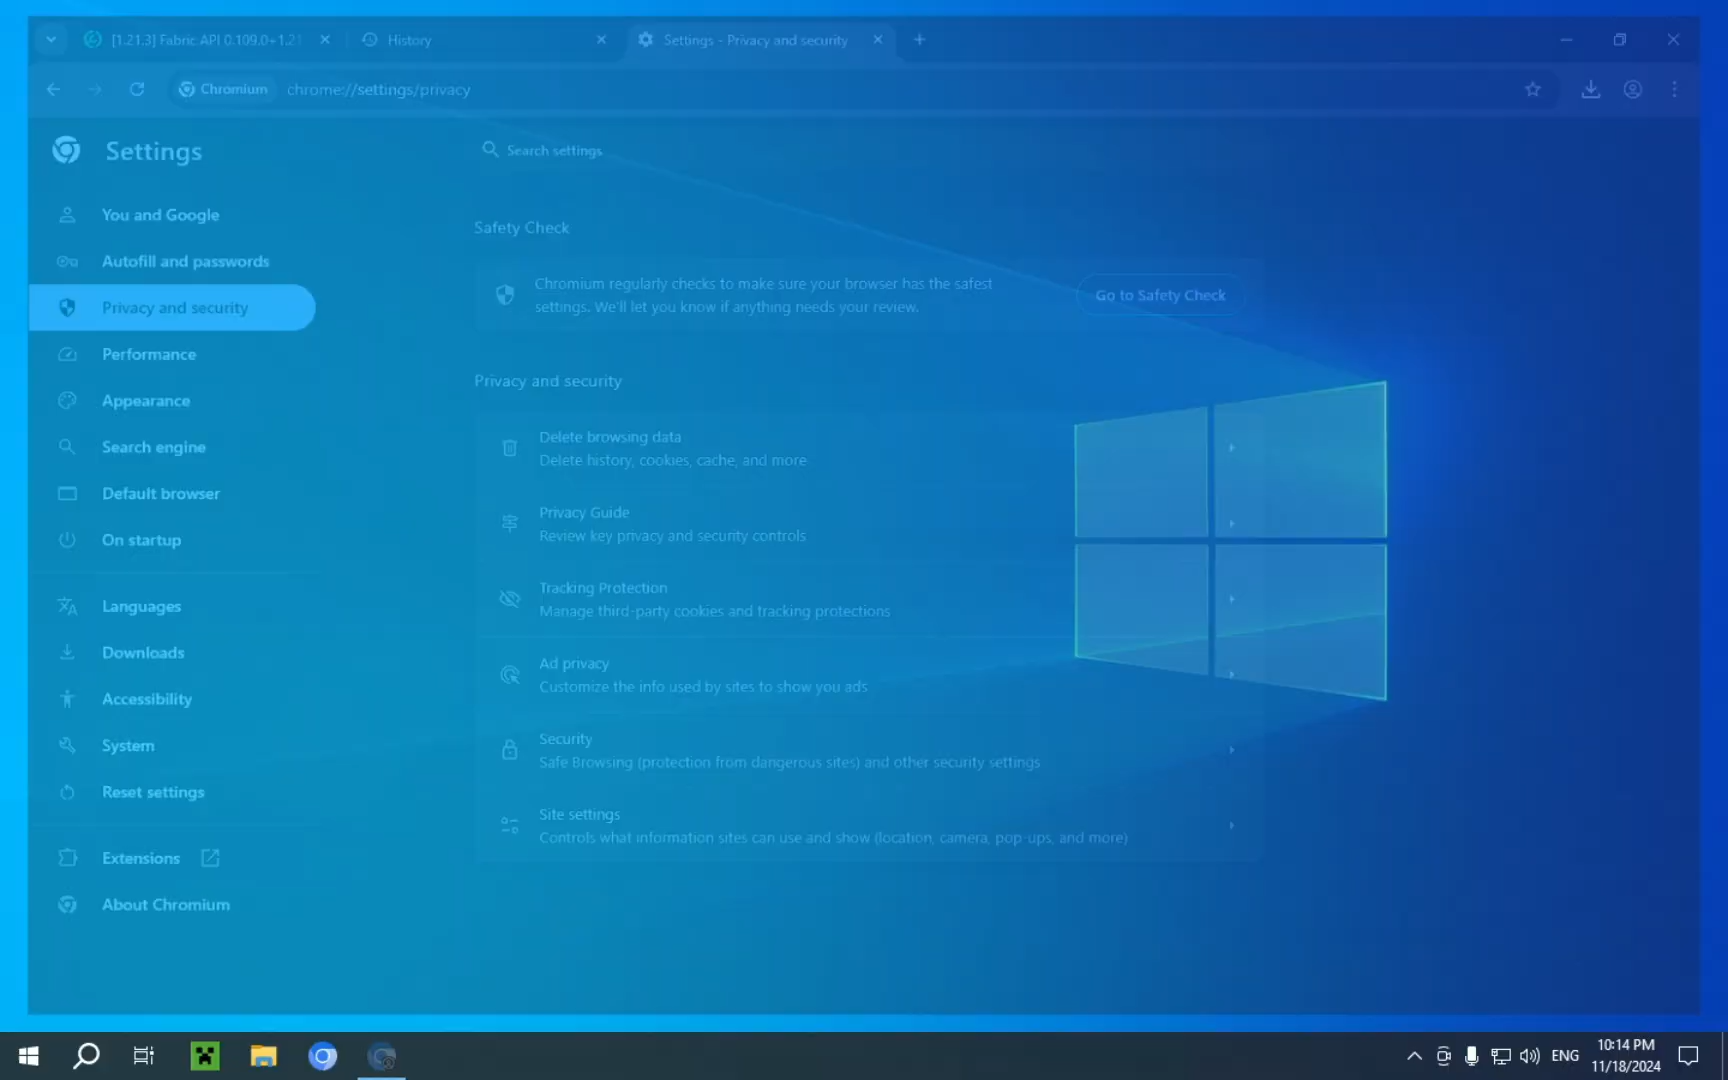 [1.21.3] Fabric API 0.109.0+1.21
History
Settings - Privacy and security
Chromium
chrome://settings/privacy
Settings
Search settings
You and Google
Autofill and passwords
Privacy and security
Performance
Appearance
Search engine
Default browser
On startup
Languages
Downloads
Accessibility
System
Reset settings
Extensions
About Chromium
Safety Check
Chromium regularly checks to make sure your browser has the safest
settings. We'll let you know if anything needs your review.
Go to Safety Check
Privacy and security
Delete browsing data
Delete history, cookies, cache, and more
Privacy Guide
Review key privacy and security controls
Tracking Protection
Manage third-party cookies and tracking protections
Ad privacy
Customize the info used by sites to show you ads
Security
Safe Browsing (protection from dangerous sites) and other security settings
Site settings
Controls what information sites can use and show (location, camera, pop-ups, and more)
ENG
10:14 PM
11/18/2024